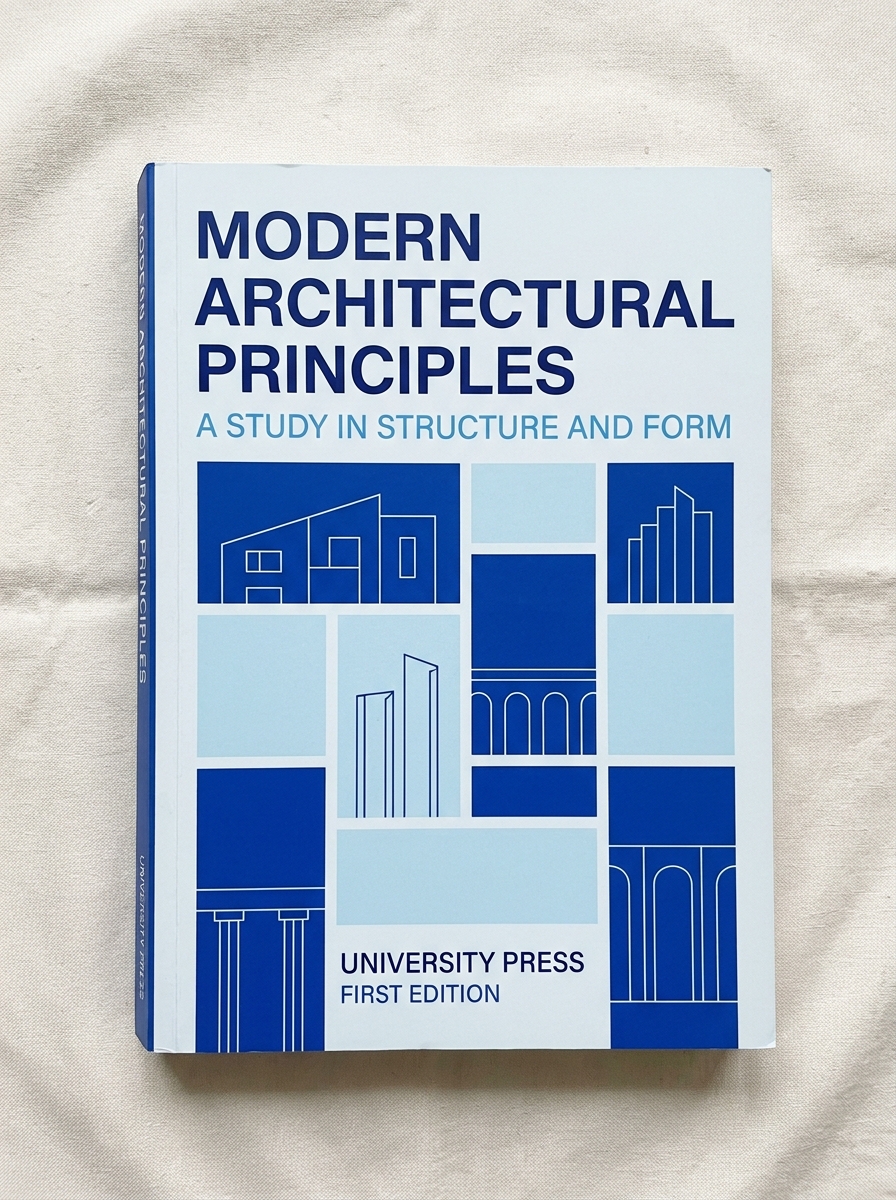 MODERN
ARCHITECTURAL
PRINCIPLES
A STUDY IN STRUCTURE AND FORM
UNIVERSITY PRESS
FIRST EDITION
MODERN ARCHITECTURAL PRINCIPLES
UNIVERSITY PRESS